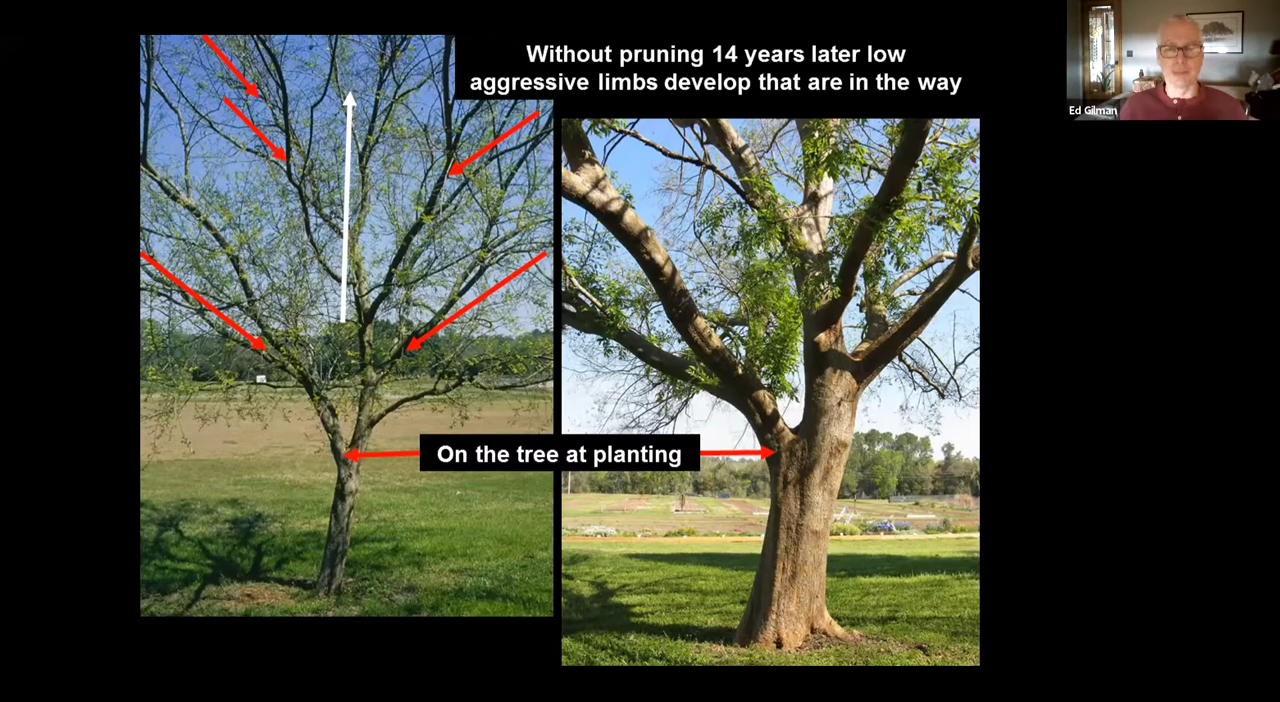 Without pruning 14 years later low
aggressive limbs develop that are in the way
Ed Gilman
On the tree at planting